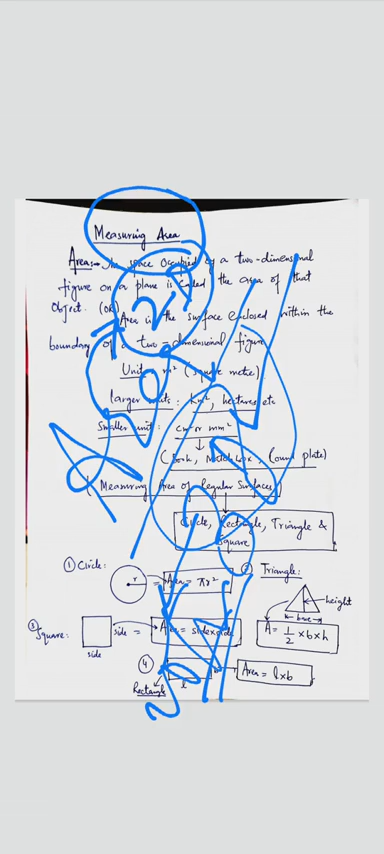 Measuring Area
Area → The space occupied by a two-dimensional
figure on a plane is called the area of that
Object. (OR)
Area is the surface enclosed within the
boundary of a two-dimensional figure
Unit: m² (square metre)
larger units: Km², hectares etc
Smaller unit: cm² or mm²
(Book, Matchbox, Count plate)
(Measuring Area of Regular Surfaces)
Circle, Rectangle, Triangle &
Square
① Circle: r = Area = πr²
② Triangle:
height
base
A = 1/2 × b × h
③ Square: side = Area = side×side
side
④
Rectangle l
Area = l×b